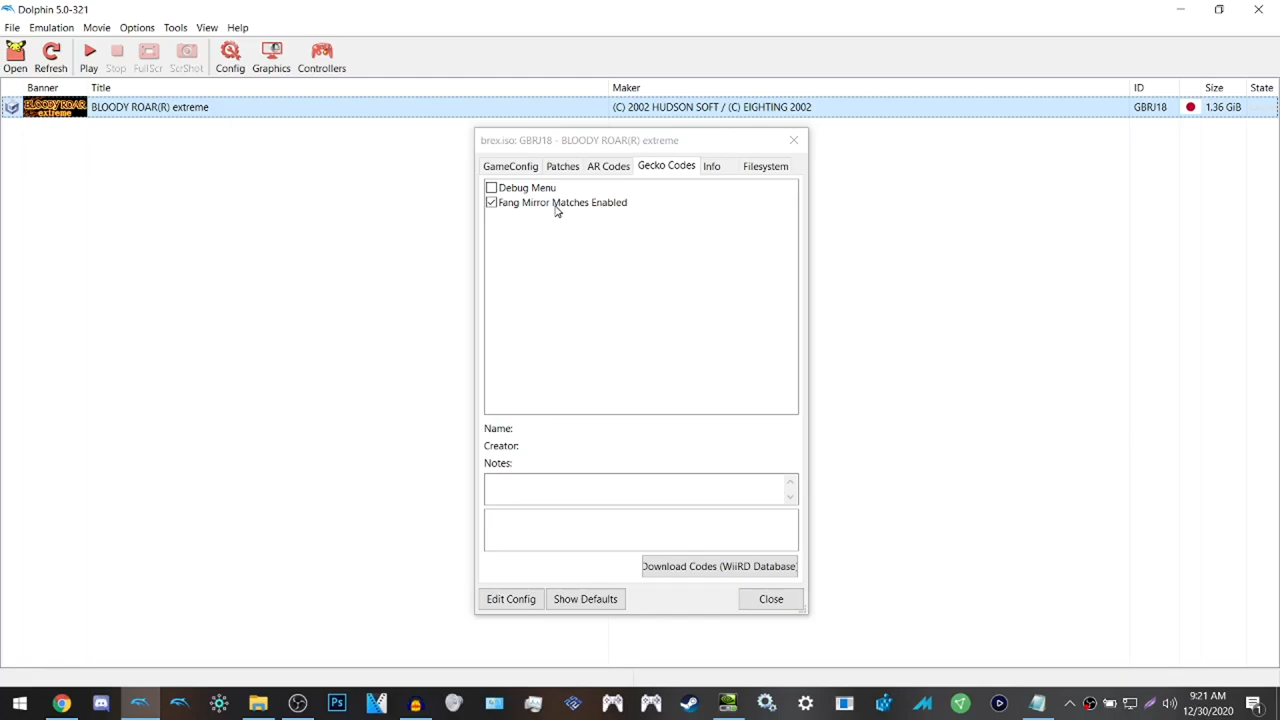 Dolphin 5.0-321
File Emulation Movie Options Tools View Help
Open Refresh Play Stop FullScr ScrShot Config Graphics Controllers
Banner Title Maker ID Size State
BLOODY ROAR extreme BLOODY ROAR(R) extreme (C) 2002 HUDSON SOFT / (C) EIGHTING 2002 GBRJ18 1.36 GiB
brex.iso: GBRJ18 - BLOODY ROAR(R) extreme
GameConfig Patches AR Codes Gecko Codes Info Filesystem
Debug Menu
Fang Mirror Matches Enabled
Name:
Creator:
Notes:
Download Codes (WiiRD Database
Edit Config Show Defaults Close
9:21 AM
12/30/2020
1